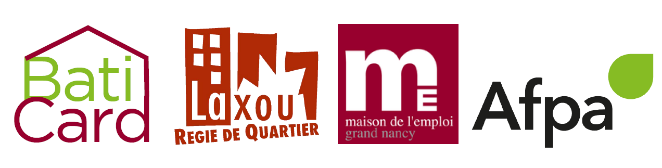 Bati
Card
Laxou
REGIE DE QUARTIER
mE
maison de l'emploi
grand nancy
Afpa